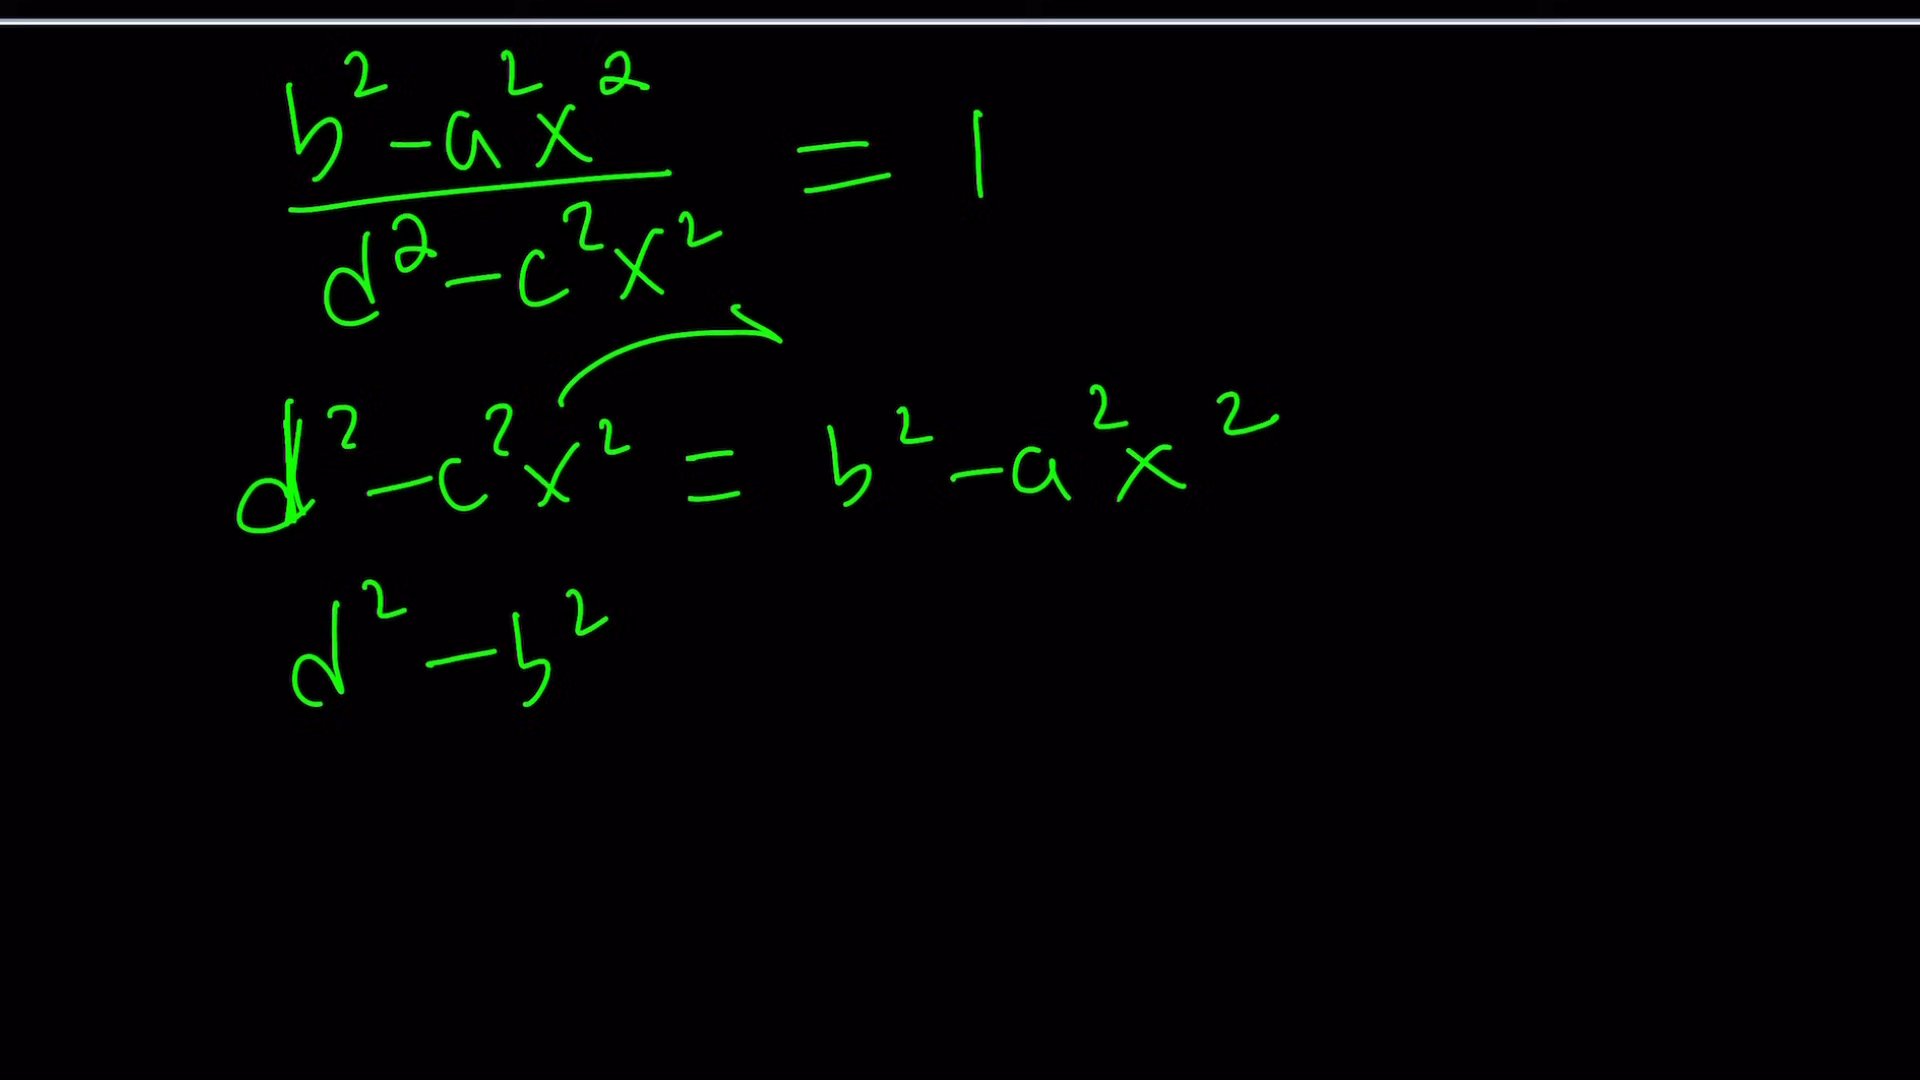 b² - a²x² / d² - c²x² = 1
d² - c²x² = b² - a²x²
d² - b²